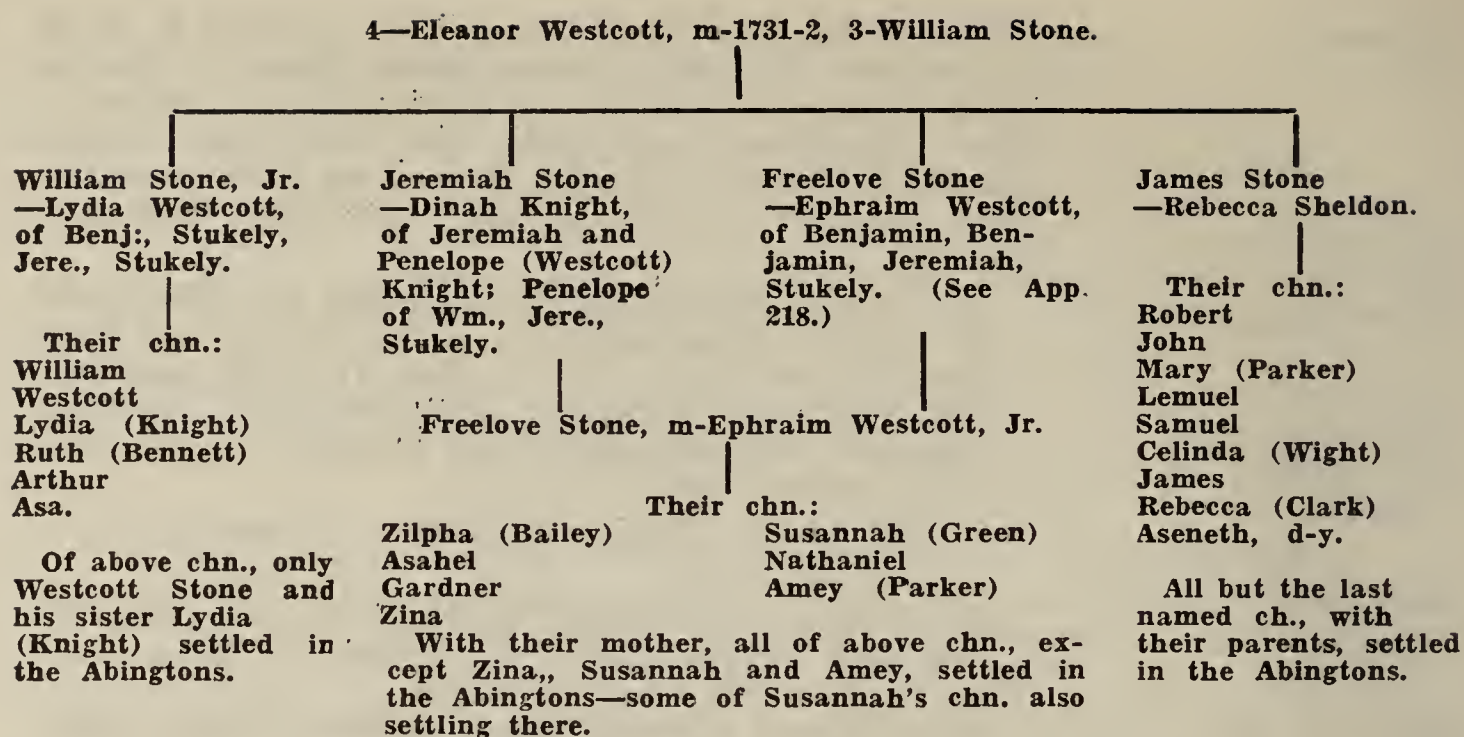 4—Eleanor Westcott, m-1731-2, 3-William Stone.
William Stone, Jr.
—Lydia Westcott,
of Benj:, Stukely,
Jere., Stukely.
Their chn.:
William
Westcott
Lydia (Knight)
Ruth (Bennett)
Arthur
Asa.
Of above chn., only
Westcott Stone and
his sister Lydia
(Knight) settled in
the Abingtons.
Jeremiah Stone
—Dinah Knight,
of Jeremiah and
Penelope (Westcott)
Knight; Penelope
of Wm., Jere.,
Stukely.
Freelove Stone
—Ephraim Westcott,
of Benjamin, Ben-
jamin, Jeremiah,
Stukely. (See App.
218.)
Freelove Stone, m-Ephraim Westcott, Jr.
Their chn.:
Zilpha (Bailey)
Asahel
Gardner
Zina
Susannah (Green)
Nathaniel
Amey (Parker)
With their mother, all of above chn., ex-
cept Zina,, Susannah and Amey, settled in
the Abingtons—some of Susannah's chn. also
settling there.
James Stone
—Rebecca Sheldon.
Their chn.:
Robert
John
Mary (Parker)
Lemuel
Samuel
Celinda (Wight)
James
Rebecca (Clark)
Aseneth, d-y.
All but the last
named ch., with
their parents, settled
in the Abingtons.